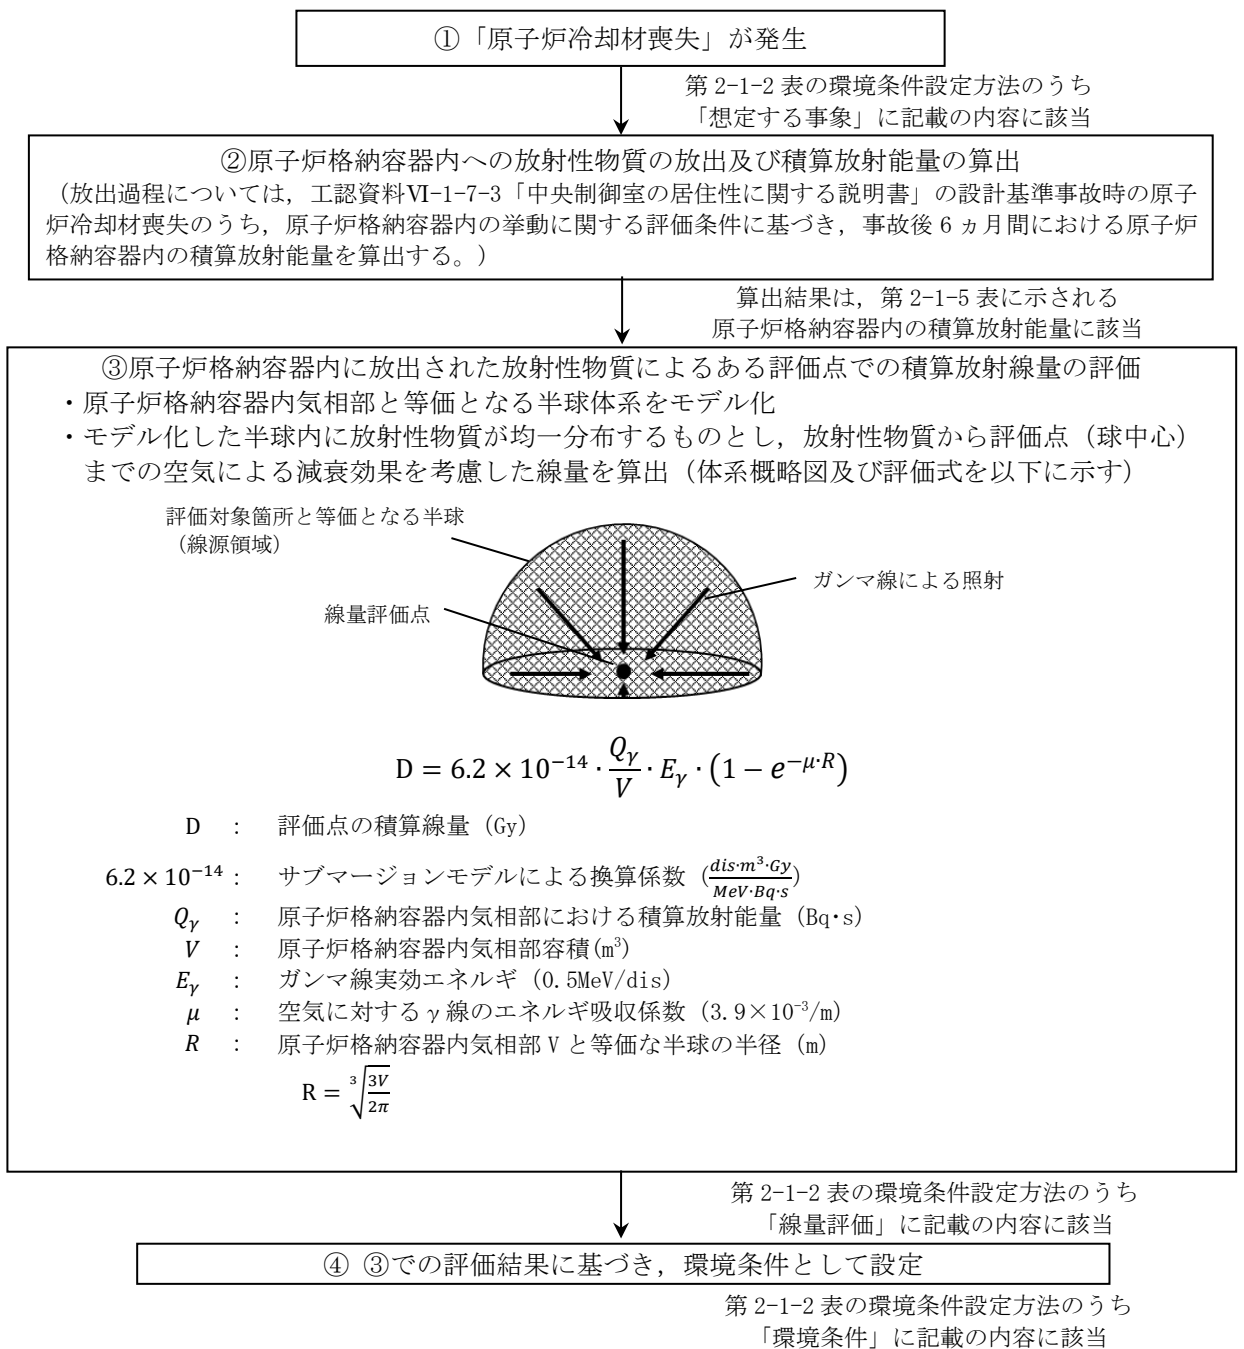 ①「原子炉冷却材喪失」が発生
第 2-1-2 表の環境条件設定方法のうち
「想定する事象」に記載の内容に該当
②原子炉格納容器内への放射性物質の放出及び積算放射能量の算出
（放出過程については，工認資料Ⅵ-1-7-3「中央制御室の居住性に関する説明書」の設計基準事故時の原子
炉冷却材喪失のうち，原子炉格納容器内の挙動に関する評価条件に基づき，事故後 6 ヵ月間における原子炉
格納容器内の積算放射能量を算出する。）
算出結果は，第 2-1-5 表に示される
原子炉格納容器内の積算放射能量に該当
③原子炉格納容器内に放出された放射性物質によるある評価点での積算放射線量の評価
・原子炉格納容器内気相部と等価となる半球体系をモデル化
・モデル化した半球内に放射性物質が均一分布するものとし，放射性物質から評価点（球中心）
までの空気による減衰効果を考慮した線量を算出（体系概略図及び評価式を以下に示す）
評価対象箇所と等価となる半球
（線源領域）
ガンマ線による照射
線量評価点
D = 6.2 × 10⁻¹⁴ · Q_γ/V · E_γ · (1 − e^{−μ·R})
D : 評価点の積算線量（Gy）
6.2 × 10⁻¹⁴ : サブマージョンモデルによる換算係数（dis·m³·Gy/MeV·Bq·s）
Q_γ : 原子炉格納容器内気相部における積算放射能量（Bq・s）
V : 原子炉格納容器内気相部容積(m³)
E_γ : ガンマ線実効エネルギ（0.5MeV/dis）
μ : 空気に対するγ線のエネルギ吸収係数（3.9×10⁻³/m）
R : 原子炉格納容器内気相部 V と等価な半球の半径（m）
R = ∛(3V/2π)
第 2-1-2 表の環境条件設定方法のうち
「線量評価」に記載の内容に該当
④ ③での評価結果に基づき，環境条件として設定
第 2-1-2 表の環境条件設定方法のうち
「環境条件」に記載の内容に該当